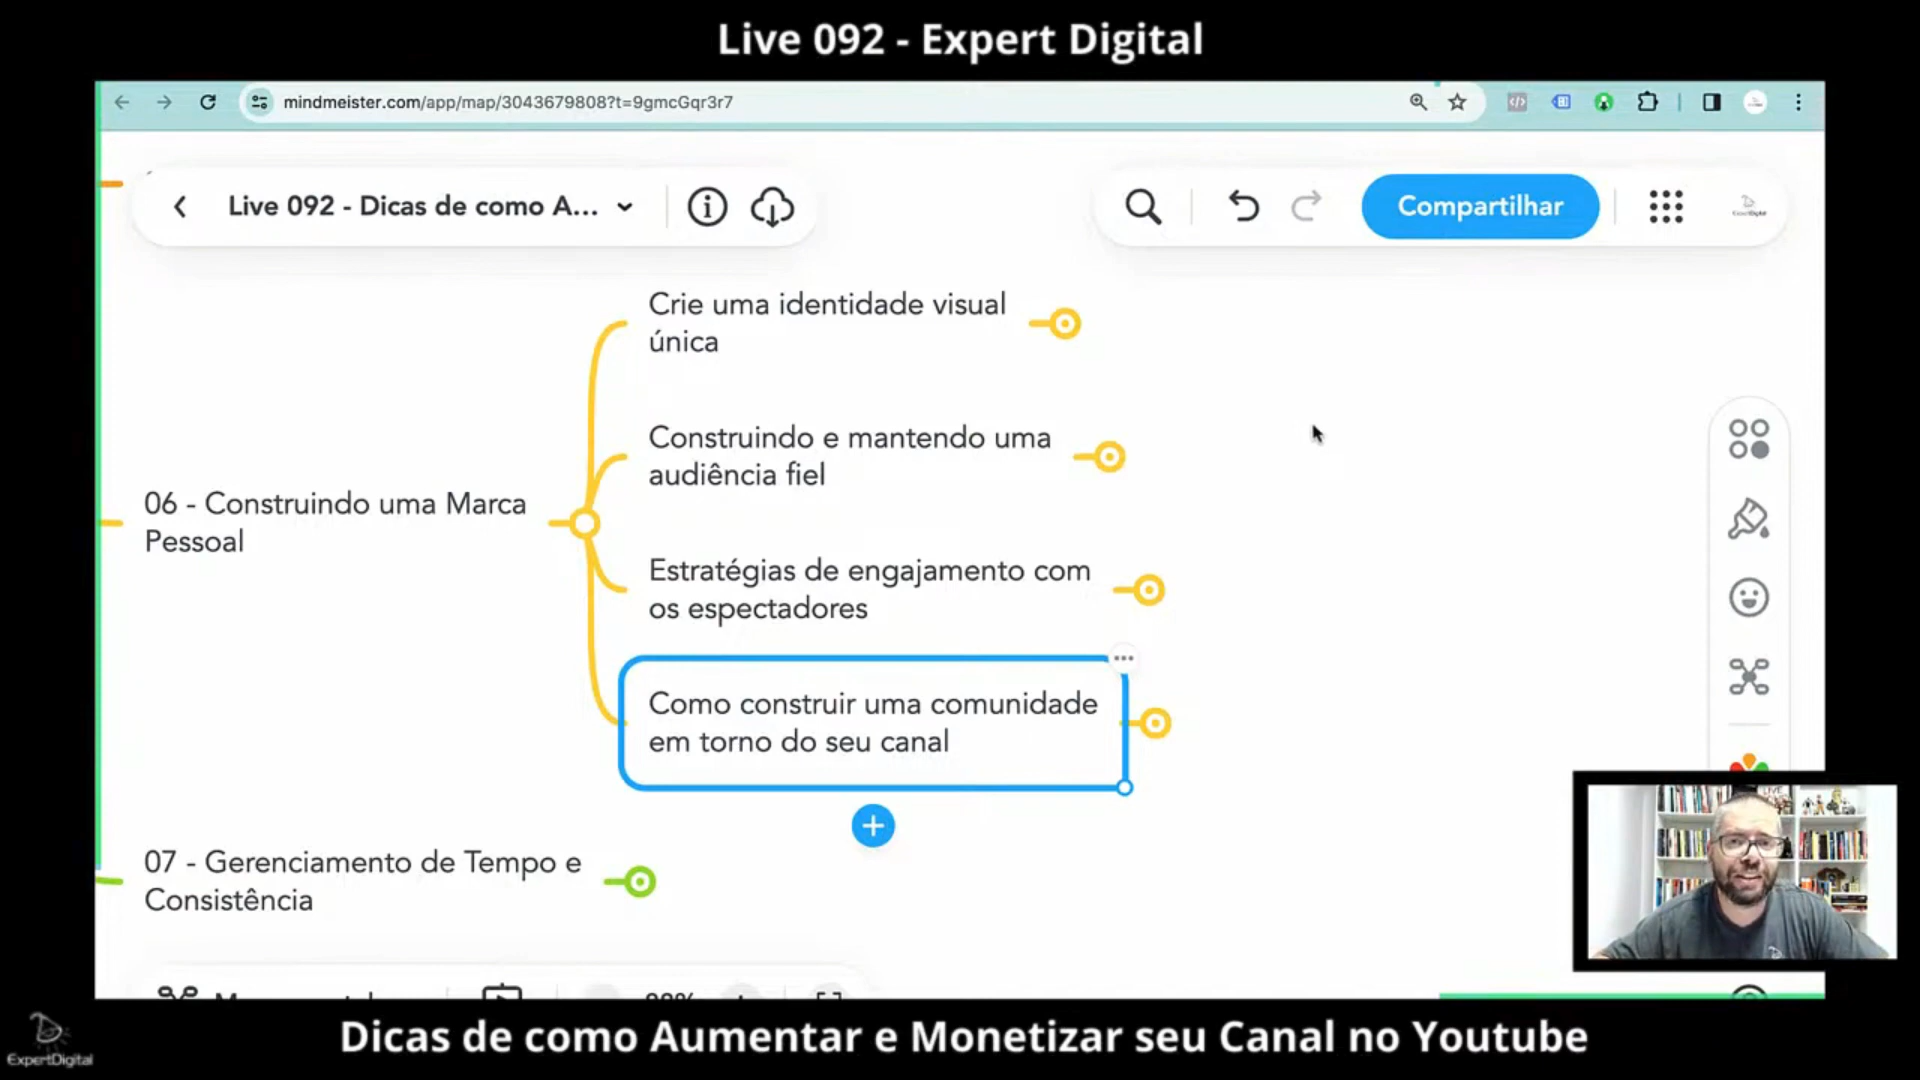 Live 092 - Expert Digital
mindmeister.com/app/map/3043679808?t=9gmcGqr3r7
Live 092 - Dicas de como A...
Compartilhar
Crie uma identidade visual
única
Construindo e mantendo uma
audiência fiel
06 - Construindo uma Marca
Pessoal
Estratégias de engajamento com
os espectadores
Como construir uma comunidade
em torno do seu canal
07 - Gerenciamento de Tempo e
Consistência
Dicas de como Aumentar e Monetizar seu Canal no Youtube
ExpertDigital